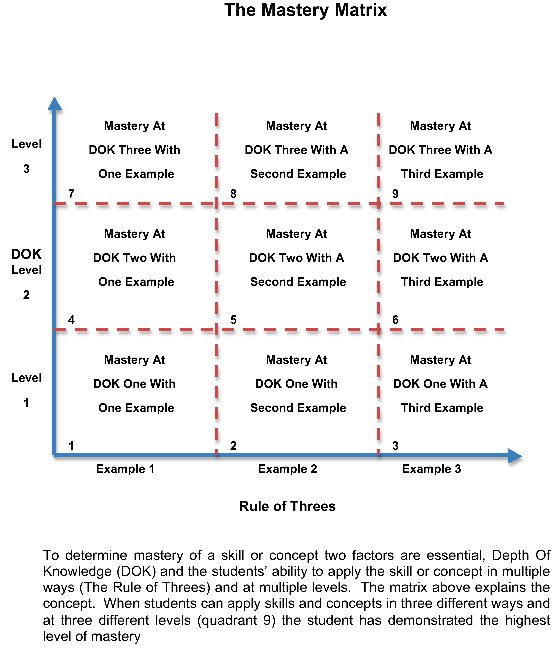 The Mastery Matrix
Level
3
Mastery At
DOK Three With
One Example
7
Mastery At
DOK Three With A
Second Example
8
Mastery At
DOK Three With A
Third Example
9
DOK
Level
2
Mastery At
DOK Two With
One Example
4
Mastery At
DOK Two With A
Second Example
5
Mastery At
DOK Two With A
Third Example
6
Level
1
Mastery At
DOK One With
One Example
1
Mastery At
DOK One With
Second Example
2
Mastery At
DOK One With A
Third Example
3
Example 1
Example 2
Example 3
Rule of Threes
To determine mastery of a skill or concept two factors are essential, Depth Of
Knowledge (DOK) and the students' ability to apply the skill or concept in multiple
ways (The Rule of Threes) and at multiple levels. The matrix above explains the
concept. When students can apply skills and concepts in three different ways and
at three different levels (quadrant 9) the student has demonstrated the highest
level of mastery